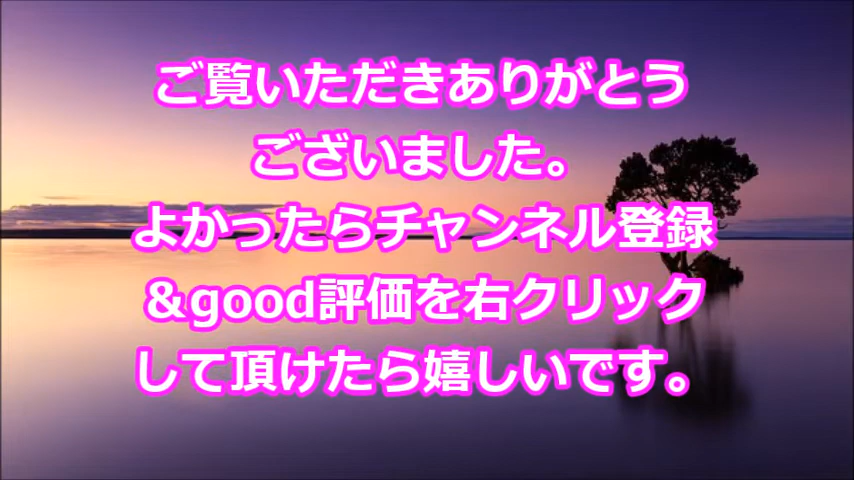 ご覧いただきありがとう
ございました。
よかったらチャンネル登録
＆good評価を右クリック
して頂けたら嬉しいです。